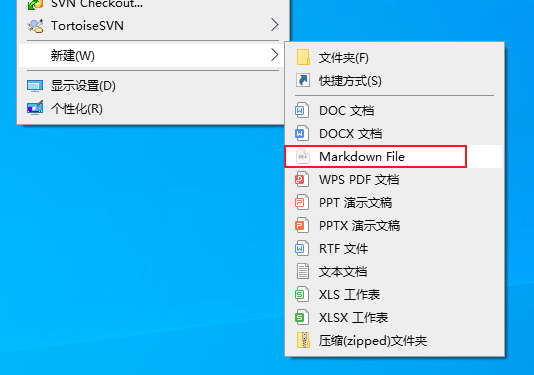 SVN Checkout...
TortoiseSVN
新建(W)
显示设置(D)
个性化(R)
文件夹(F)
快捷方式(S)
DOC 文档
DOCX 文档
Markdown File
WPS PDF 文档
PPT 演示文稿
PPTX 演示文稿
RTF 文件
文本文档
XLS 工作表
XLSX 工作表
压缩(zipped)文件夹